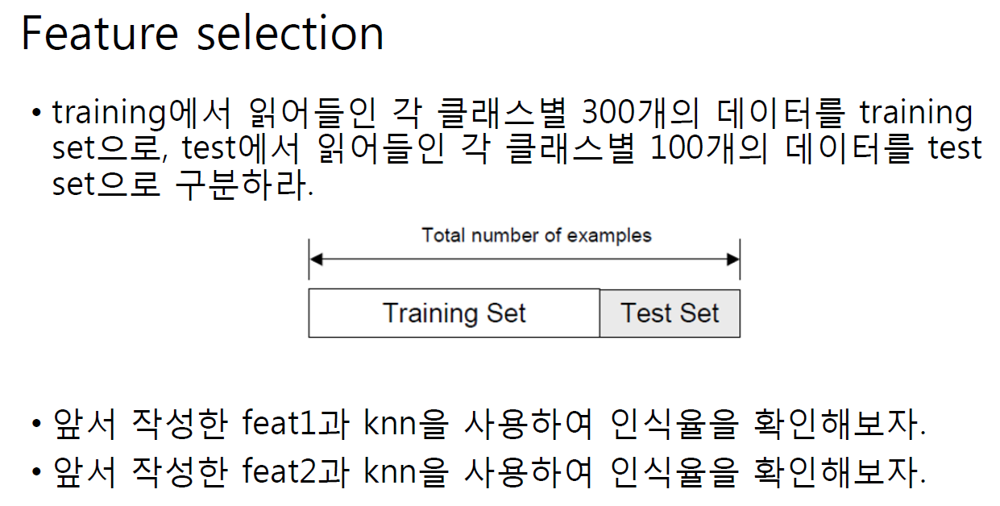 Feature selection
• training에서 읽어들인 각 클래스별 300개의 데이터를 training
set으로, test에서 읽어들인 각 클래스별 100개의 데이터를 test
set으로 구분하라.
Total number of examples
Training Set
Test Set
• 앞서 작성한 feat1과 knn을 사용하여 인식율을 확인해보자.
• 앞서 작성한 feat2과 knn을 사용하여 인식율을 확인해보자.